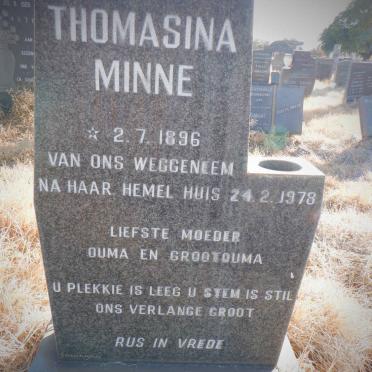 THOMASINA
MINNE
☆ 2.7.1896
VAN ONS WEGGENEEM
NA HAAR HEMEL HUIS 24.2.1978
LIEFSTE MOEDER
OUMA EN GROOTOUMA
U PLEKKIE IS LEEG U STEM IS STIL
ONS VERLANGE GROOT
RUS IN VREDE